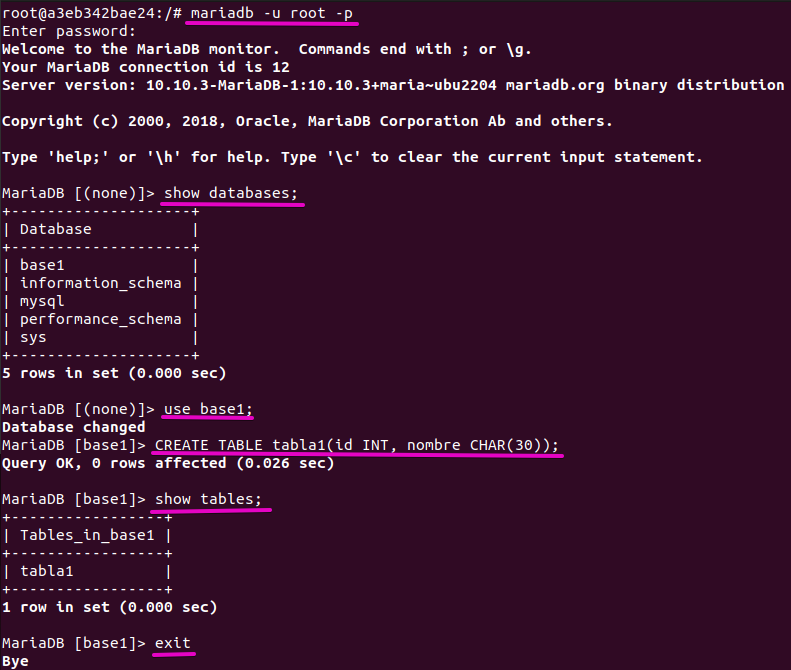 root@a3eb342bae24:/# mariadb -u root -p
Enter password:
Welcome to the MariaDB monitor.  Commands end with ; or \g.
Your MariaDB connection id is 12
Server version: 10.10.3-MariaDB-1:10.10.3+maria~ubu2204 mariadb.org binary distribution
Copyright (c) 2000, 2018, Oracle, MariaDB Corporation Ab and others.
Type 'help;' or '\h' for help. Type '\c' to clear the current input statement.
MariaDB [(none)]> show databases;
+--------------------+
| Database           |
+--------------------+
| base1              |
| information_schema |
| mysql              |
| performance_schema |
| sys                |
+--------------------+
5 rows in set (0.000 sec)
MariaDB [(none)]> use base1;
Database changed
MariaDB [base1]> CREATE TABLE tabla1(id INT, nombre CHAR(30));
Query OK, 0 rows affected (0.026 sec)
MariaDB [base1]> show tables;
+-----------------+
| Tables_in_base1 |
+-----------------+
| tabla1          |
+-----------------+
1 row in set (0.000 sec)
MariaDB [base1]> exit
Bye